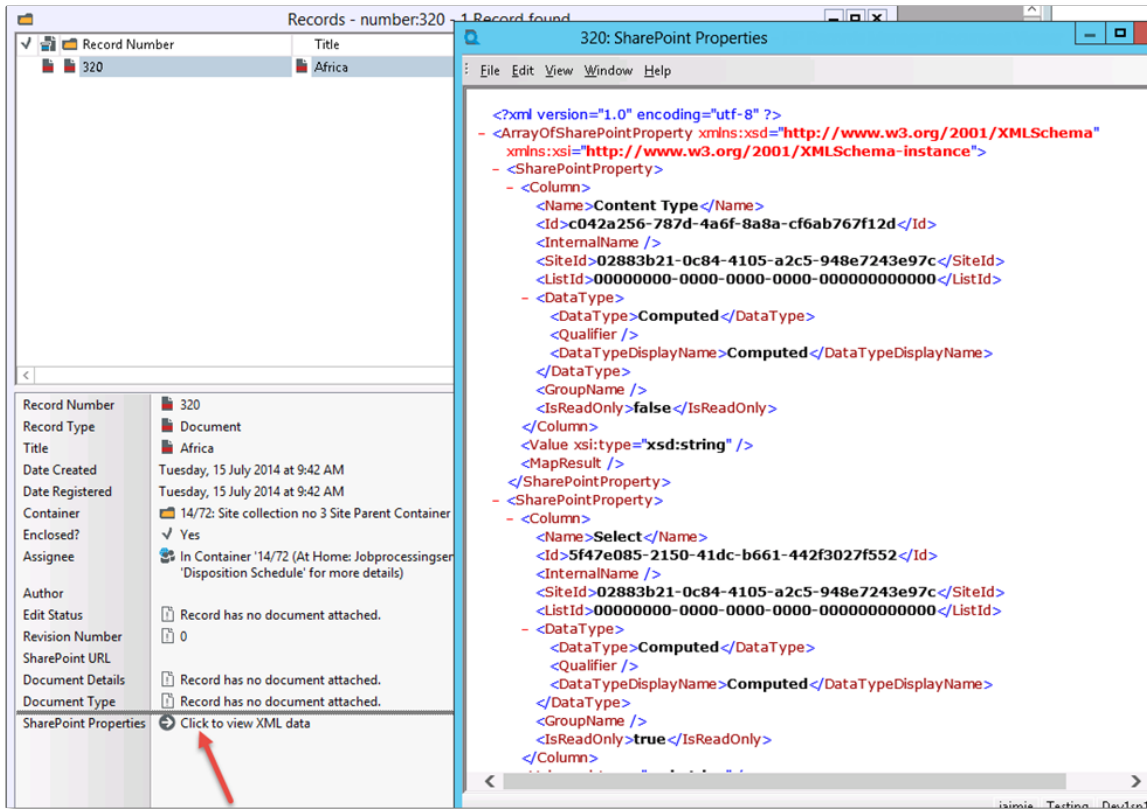 Records - number:320 - 1 Record found
Record Number Title
320 Africa
Record Number 320
Record Type Document
Title Africa
Date Created Tuesday, 15 July 2014 at 9:42 AM
Date Registered Tuesday, 15 July 2014 at 9:42 AM
Container 14/72: Site collection no 3 Site Parent Container
Enclosed? Yes
Assignee In Container '14/72 (At Home: Jobprocessingser
'Disposition Schedule' for more details)
Author
Edit Status Record has no document attached.
Revision Number 0
SharePoint URL
Document Details Record has no document attached.
Document Type Record has no document attached.
SharePoint Properties Click to view XML data
320: SharePoint Properties
File Edit View Window Help
<?xml version="1.0" encoding="utf-8" ?>
- <ArrayOfSharePointProperty xmlns:xsd="http://www.w3.org/2001/XMLSchema"
xmlns:xsi="http://www.w3.org/2001/XMLSchema-instance">
- <SharePointProperty>
- <Column>
<Name>Content Type</Name>
<Id>c042a256-787d-4a6f-8a8a-cf6ab767f12d</Id>
<InternalName />
<SiteId>02883b21-0c84-4105-a2c5-948e7243e97c</SiteId>
<ListId>00000000-0000-0000-0000-000000000000</ListId>
- <DataType>
<DataType>Computed</DataType>
<Qualifier />
<DataTypeDisplayName>Computed</DataTypeDisplayName>
</DataType>
<GroupName />
<IsReadOnly>false</IsReadOnly>
</Column>
<Value xsi:type="xsd:string" />
<MapResult />
</SharePointProperty>
- <SharePointProperty>
- <Column>
<Name>Select</Name>
<Id>5f47e085-2150-41dc-b661-442f3027f552</Id>
<InternalName />
<SiteId>02883b21-0c84-4105-a2c5-948e7243e97c</SiteId>
<ListId>00000000-0000-0000-0000-000000000000</ListId>
- <DataType>
<DataType>Computed</DataType>
<Qualifier />
<DataTypeDisplayName>Computed</DataTypeDisplayName>
</DataType>
<GroupName />
<IsReadOnly>true</IsReadOnly>
</Column>
jaimie Testing